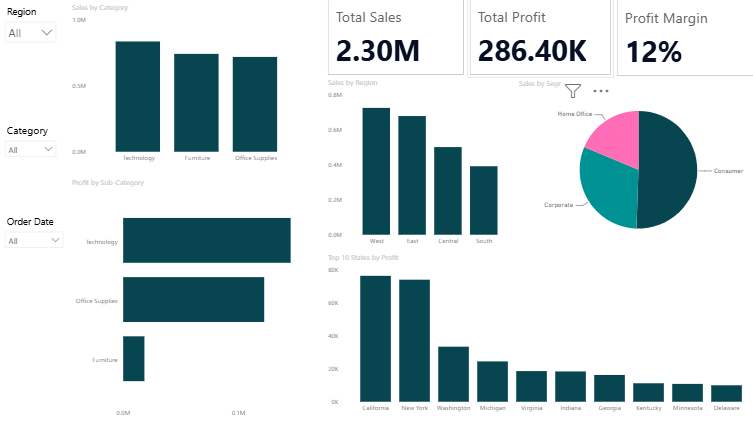 Region
All
Category
All
Order Date
All
Sales by Category
1.0M
0.5M
0.0M
Technology
Furniture
Office Supplies
Profit by Sub-Category
Technology
Office Supplies
Furniture
0.0M
0.1M
Total Sales
2.30M
Total Profit
286.40K
Profit Margin
12%
Sales by Region
0.8M
0.6M
0.4M
0.2M
0.0M
West
East
Central
South
Sales by Segr
Home Office
Consumer
Corporate
Top 10 States by Profit
80K
60K
40K
20K
0K
California
New York
Washington
Michigan
Virginia
Indiana
Georgia
Kentucky
Minnesota
Delaware